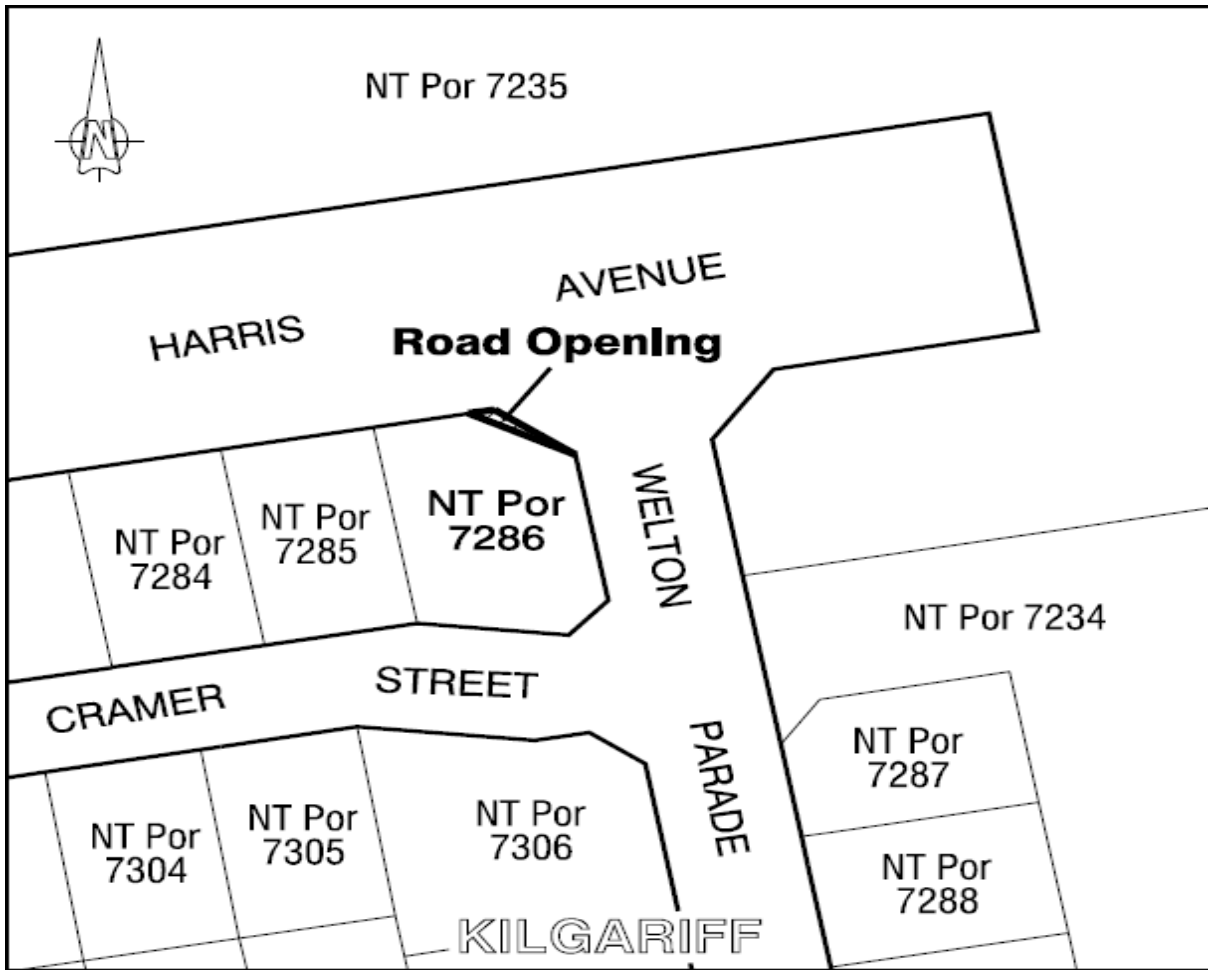 N
NT Por 7235
HARRIS
AVENUE
Road OpenIng
NT Por
7284
NT Por
7285
NT Por
7286
WELTON
PARADE
NT Por 7234
CRAMER
STREET
NT Por
7287
NT Por
7288
NT Por
7304
NT Por
7305
NT Por
7306
KILGARIFF